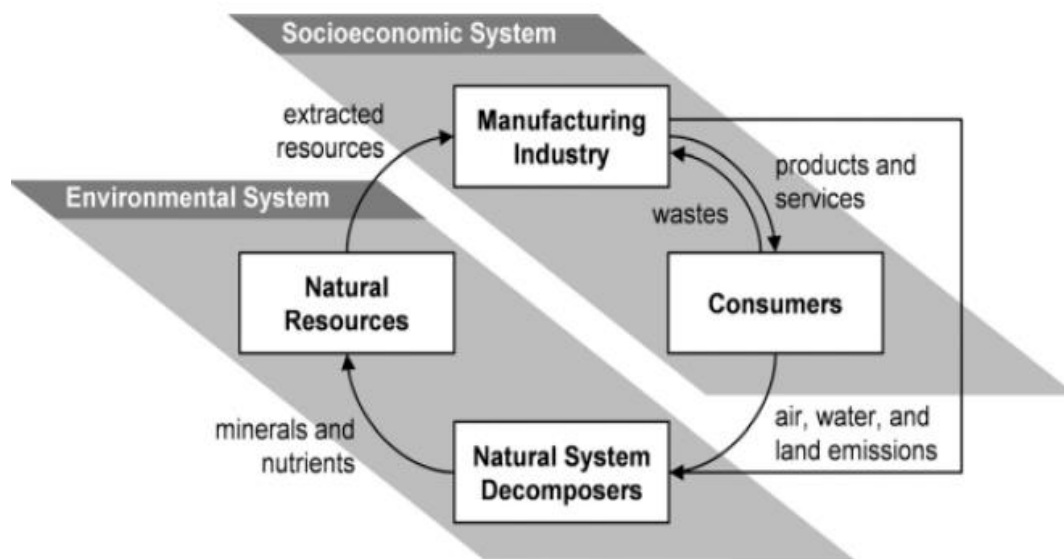 Socioeconomic System
extracted
resources
Manufacturing
Industry
products and
services
wastes
Environmental System
Natural
Resources
Consumers
minerals and
nutrients
Natural System
Decomposers
air, water, and
land emissions